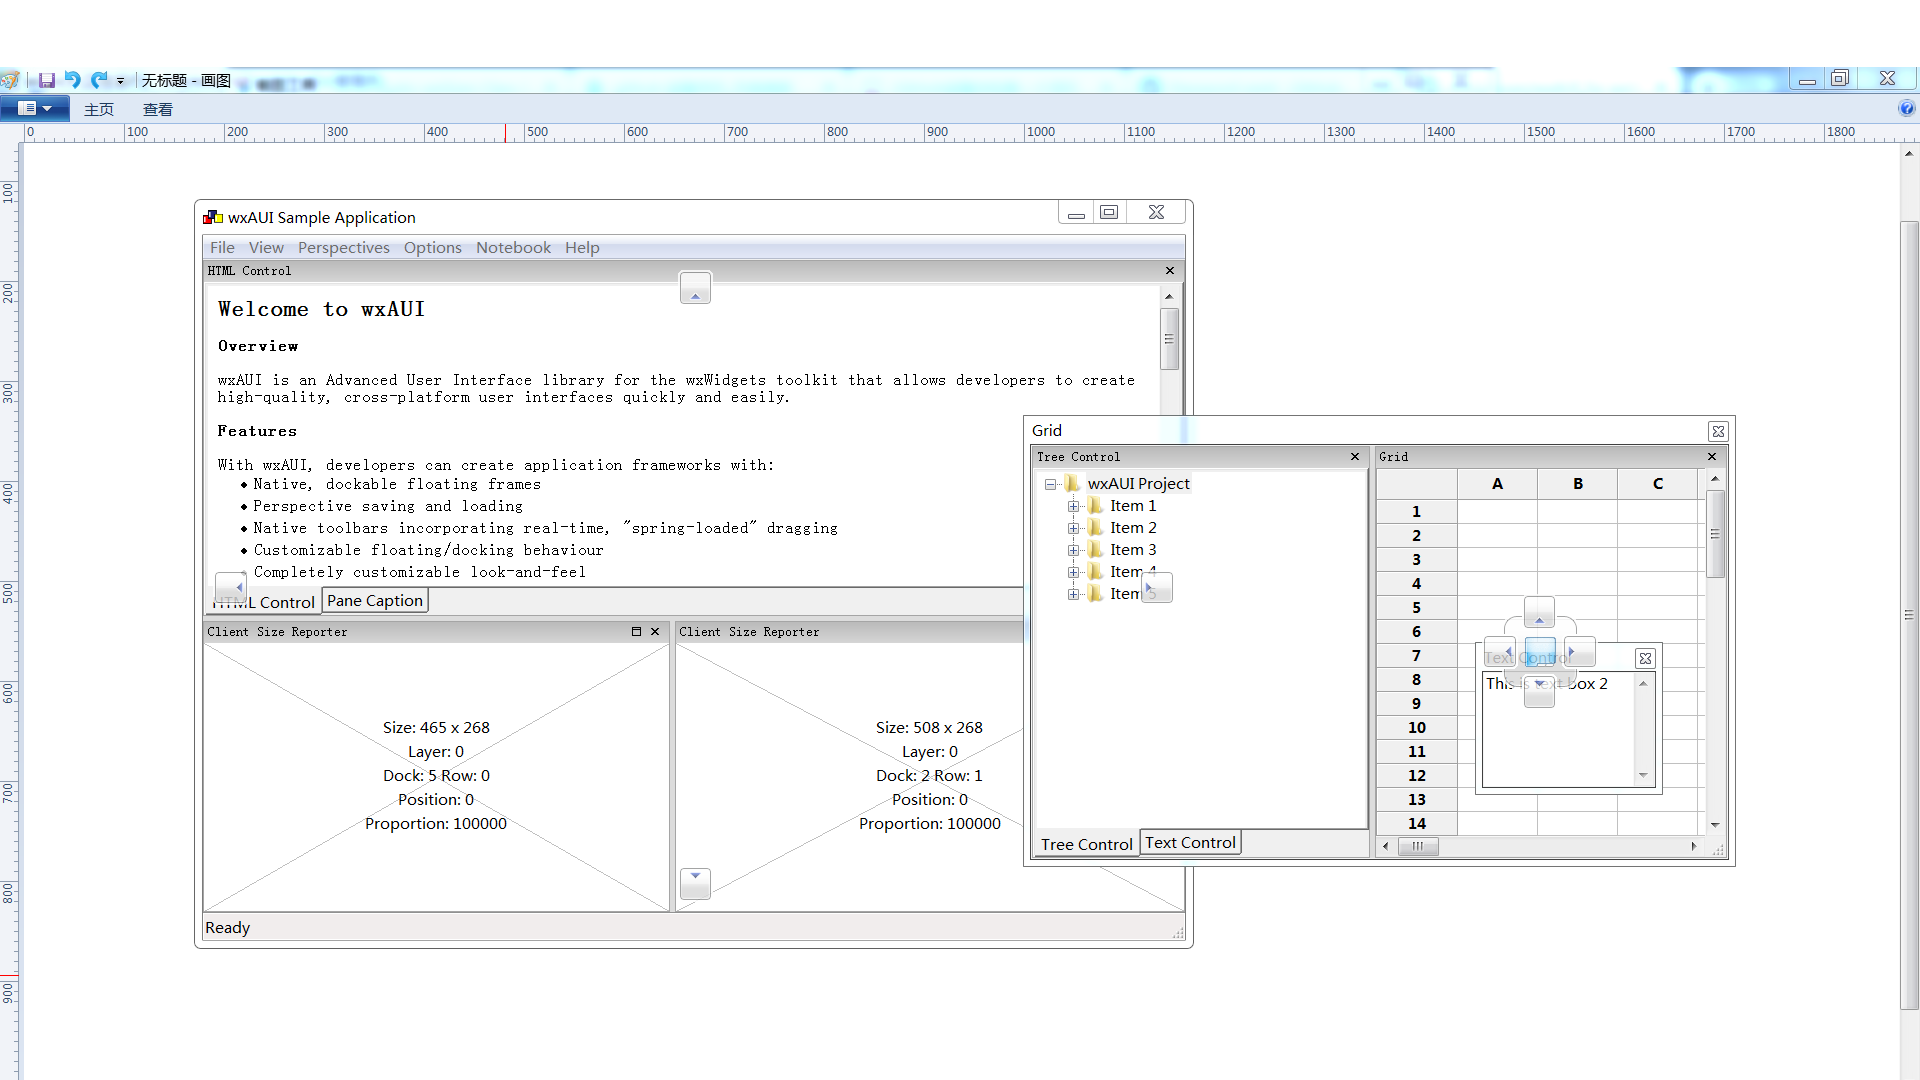 无标题 - 画图
主页 查看
0 100 200 300 400 500 600 700 800 900 1000 1100 1200 1300 1400 1500 1600 1700 1800
100
200
300
400
500
600
700
800
900
wxAUI Sample Application
File View Perspectives Options Notebook Help
HTML Control
Welcome to wxAUI
Overview
wxAUI is an Advanced User Interface library for the wxWidgets toolkit that allows developers to create
high-quality, cross-platform user interfaces quickly and easily.
Features
With wxAUI, developers can create application frameworks with:
Native, dockable floating frames
Perspective saving and loading
Native toolbars incorporating real-time, "spring-loaded" dragging
Customizable floating/docking behaviour
Completely customizable look-and-feel
HTML Control Pane Caption
Client Size Reporter
Size: 465 x 268
Layer: 0
Dock: 5 Row: 0
Position: 0
Proportion: 100000
Client Size Reporter
Size: 508 x 268
Layer: 0
Dock: 2 Row: 1
Position: 0
Proportion: 100000
Ready
Grid
Tree Control
wxAUI Project
Item 1
Item 2
Item 3
Item 4
Item 5
Tree Control Text Control
Grid
A B C
1
2
3
4
5
6
7
8
9
10
11
12
13
14
Text Control
This is text box 2